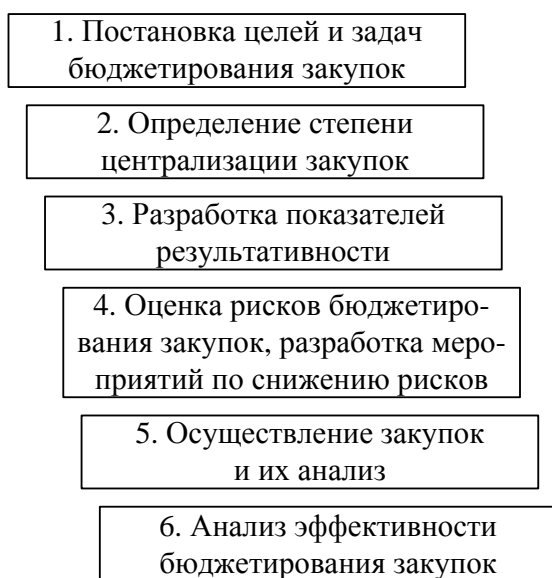 1. Постановка целей и задач
бюджетирования закупок
2. Определение степени
централизации закупок
3. Разработка показателей
результативности
4. Оценка рисков бюджетиро-
вания закупок, разработка меро-
приятий по снижению рисков
5. Осуществление закупок
и их анализ
6. Анализ эффективности
бюджетирования закупок